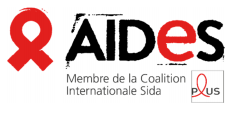 AIDeS
Membre de la Coalition
Internationale Sida
PLUS